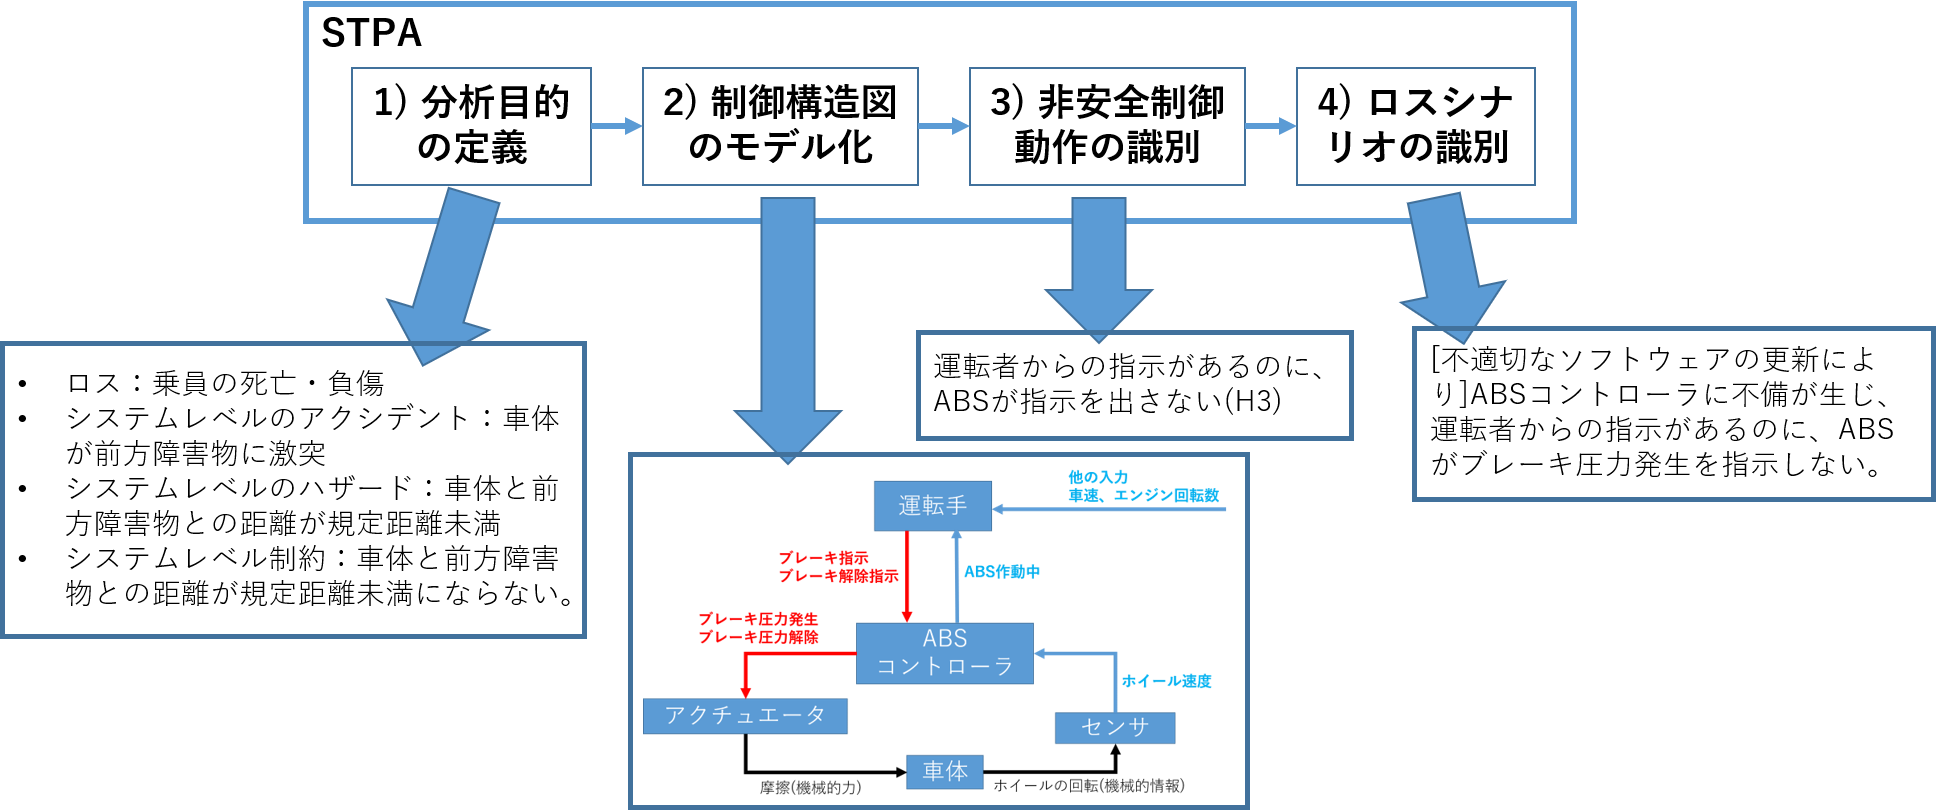 STPA
1) 分析目的
の定義
2) 制御構造図
のモデル化
3) 非安全制御
動作の識別
4) ロスシナ
リオの識別
• ロス：乗員の死亡・負傷
• システムレベルのアクシデント：車体
が前方障害物に激突
• システムレベルのハザード：車体と前
方障害物との距離が規定距離未満
• システムレベル制約：車体と前方障害
物との距離が規定距離未満にならない。
運転者からの指示があるのに、
ABSが指示を出さない(H3)
[不適切なソフトウェアの更新によ
り]ABSコントローラに不備が生じ、
運転者からの指示があるのに、ABS
がブレーキ圧力発生を指示しない。
他の入力
車速、エンジン回転数
運転手
ブレーキ指示
ブレーキ解除指示
ABS作動中
ブレーキ圧力発生
ブレーキ圧力解除
ABS
コントローラ
ホイール速度
アクチュエータ
センサ
車体
摩擦(機械的力)
ホイールの回転(機械的情報)